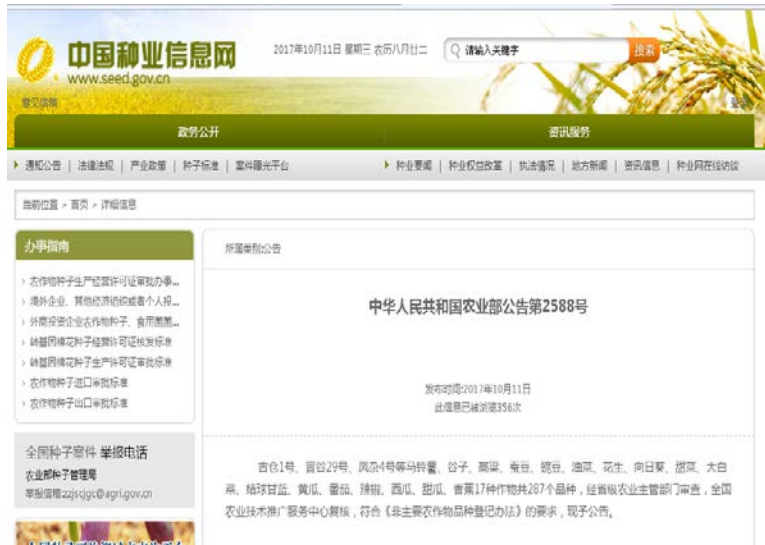 中国种业信息网
www.seed.gov.cn
2017年10月11日 星期三 农历八月廿二
请输入关键字
搜索
意见信箱
政务公开
资讯服务
通知公告 | 法律法规 | 产业政策 | 种子标准 | 案件曝光平台
种业要闻 | 种业权益改革 | 执法情况 | 地方新闻 | 资讯信息 | 种业网在线访谈
当前位置 > 首页 > 详细信息
办事指南
农作物种子生产经营许可证审批办事...
境外企业、其他经济组织或者个人投...
外商投资企业农作物种子、食用菌菌...
转基因棉花种子经营许可证核发标准
转基因棉花种子生产许可证审批标准
农作物种子进口审批标准
农作物种子出口审批标准
全国种子案件 举报电话
农业部种子管理局
举报信箱:zzjscjgc@agri.gov.cn
所属类别:公告
中华人民共和国农业部公告第2588号
发布时间:2017年10月11日
此信息已被浏览356次
1号、 29号、 4号等马铃薯、谷子、高粱、蚕豆、豌豆、油菜、花生、向日葵、甜菜、大白
菜、结球甘蓝、黄瓜、番茄、辣椒、西瓜、甜瓜、香蕉17种作物共287个品种，经省级农业主管部门审查，全国
农业技术推广服务中心复核，符合《非主要农作物品种登记办法》的要求，现予公告。